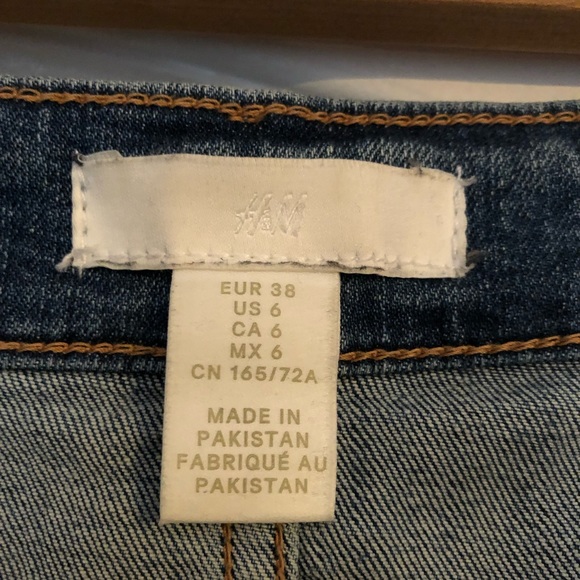 H&M
EUR 38
US 6
CA 6
MX 6
CN 165/72A
MADE IN
PAKISTAN
FABRIQUÉ AU
PAKISTAN